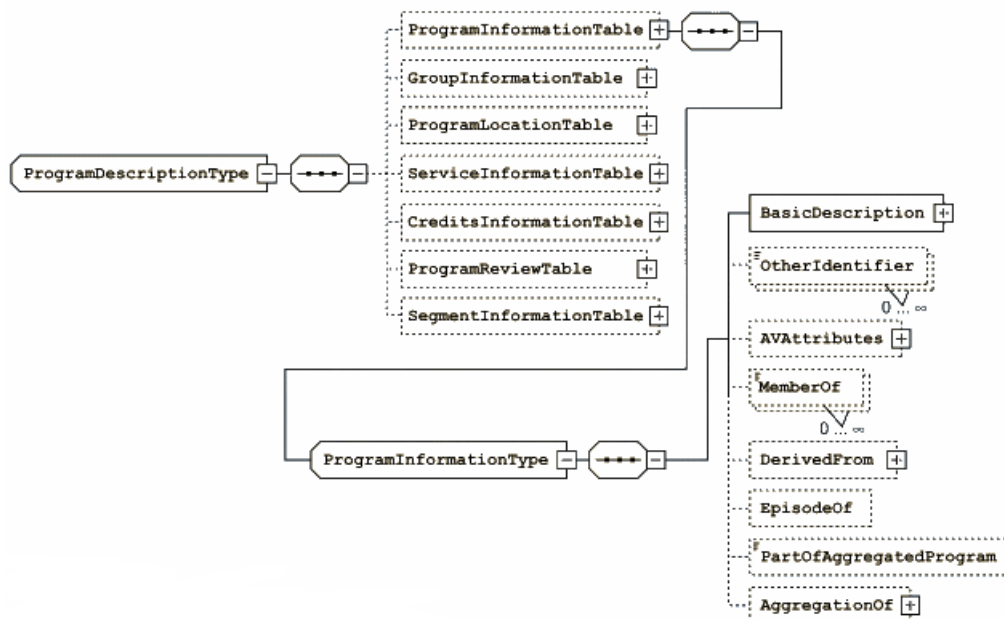 ProgramInformationTable
GroupInformationTable
ProgramLocationTable
ProgramDescriptionType
ServiceInformationTable
CreditsInformationTable
ProgramReviewTable
SegmentInformationTable
BasicDescription
OtherIdentifier
0 ... ∞
AVAttributes
MemberOf
0 ... ∞
ProgramInformationType
DerivedFrom
EpisodeOf
PartOfAggregatedProgram
AggregationOf